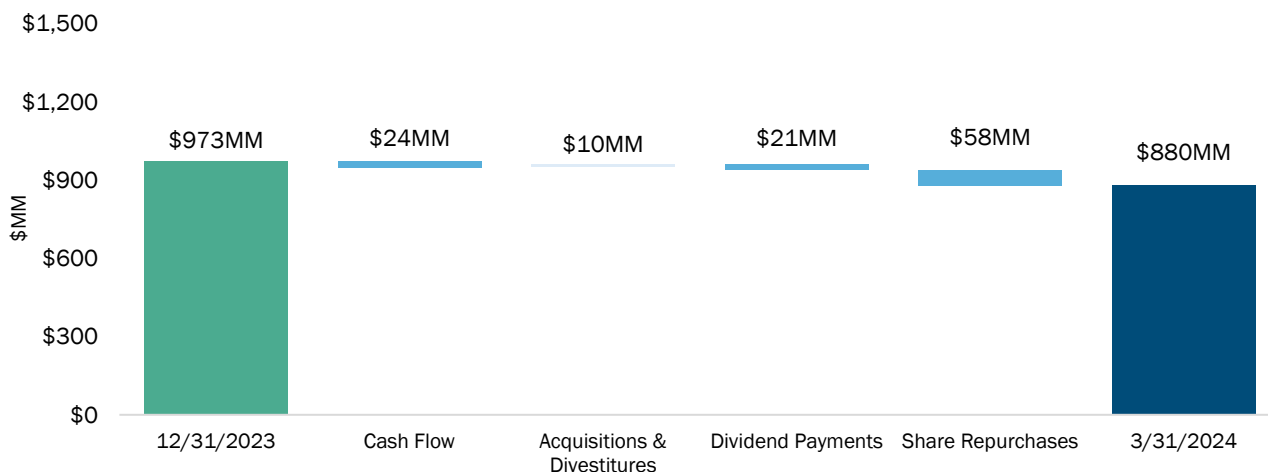 $1,500
$1,200
$900
$600
$300
$0
$MM
$973MM
$24MM
$10MM
$21MM
$58MM
$880MM
12/31/2023
Cash Flow
Acquisitions &
Divestitures
Dividend Payments
Share Repurchases
3/31/2024